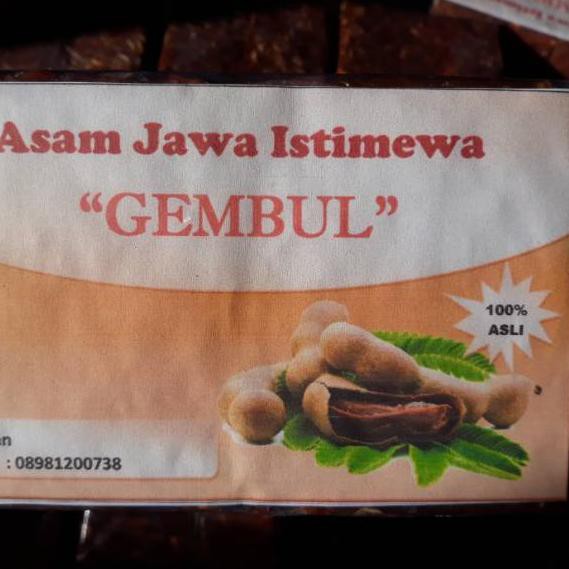 Asam Jawa Istimewa
“GEMBUL”
100%
ASLI
: 08981200738